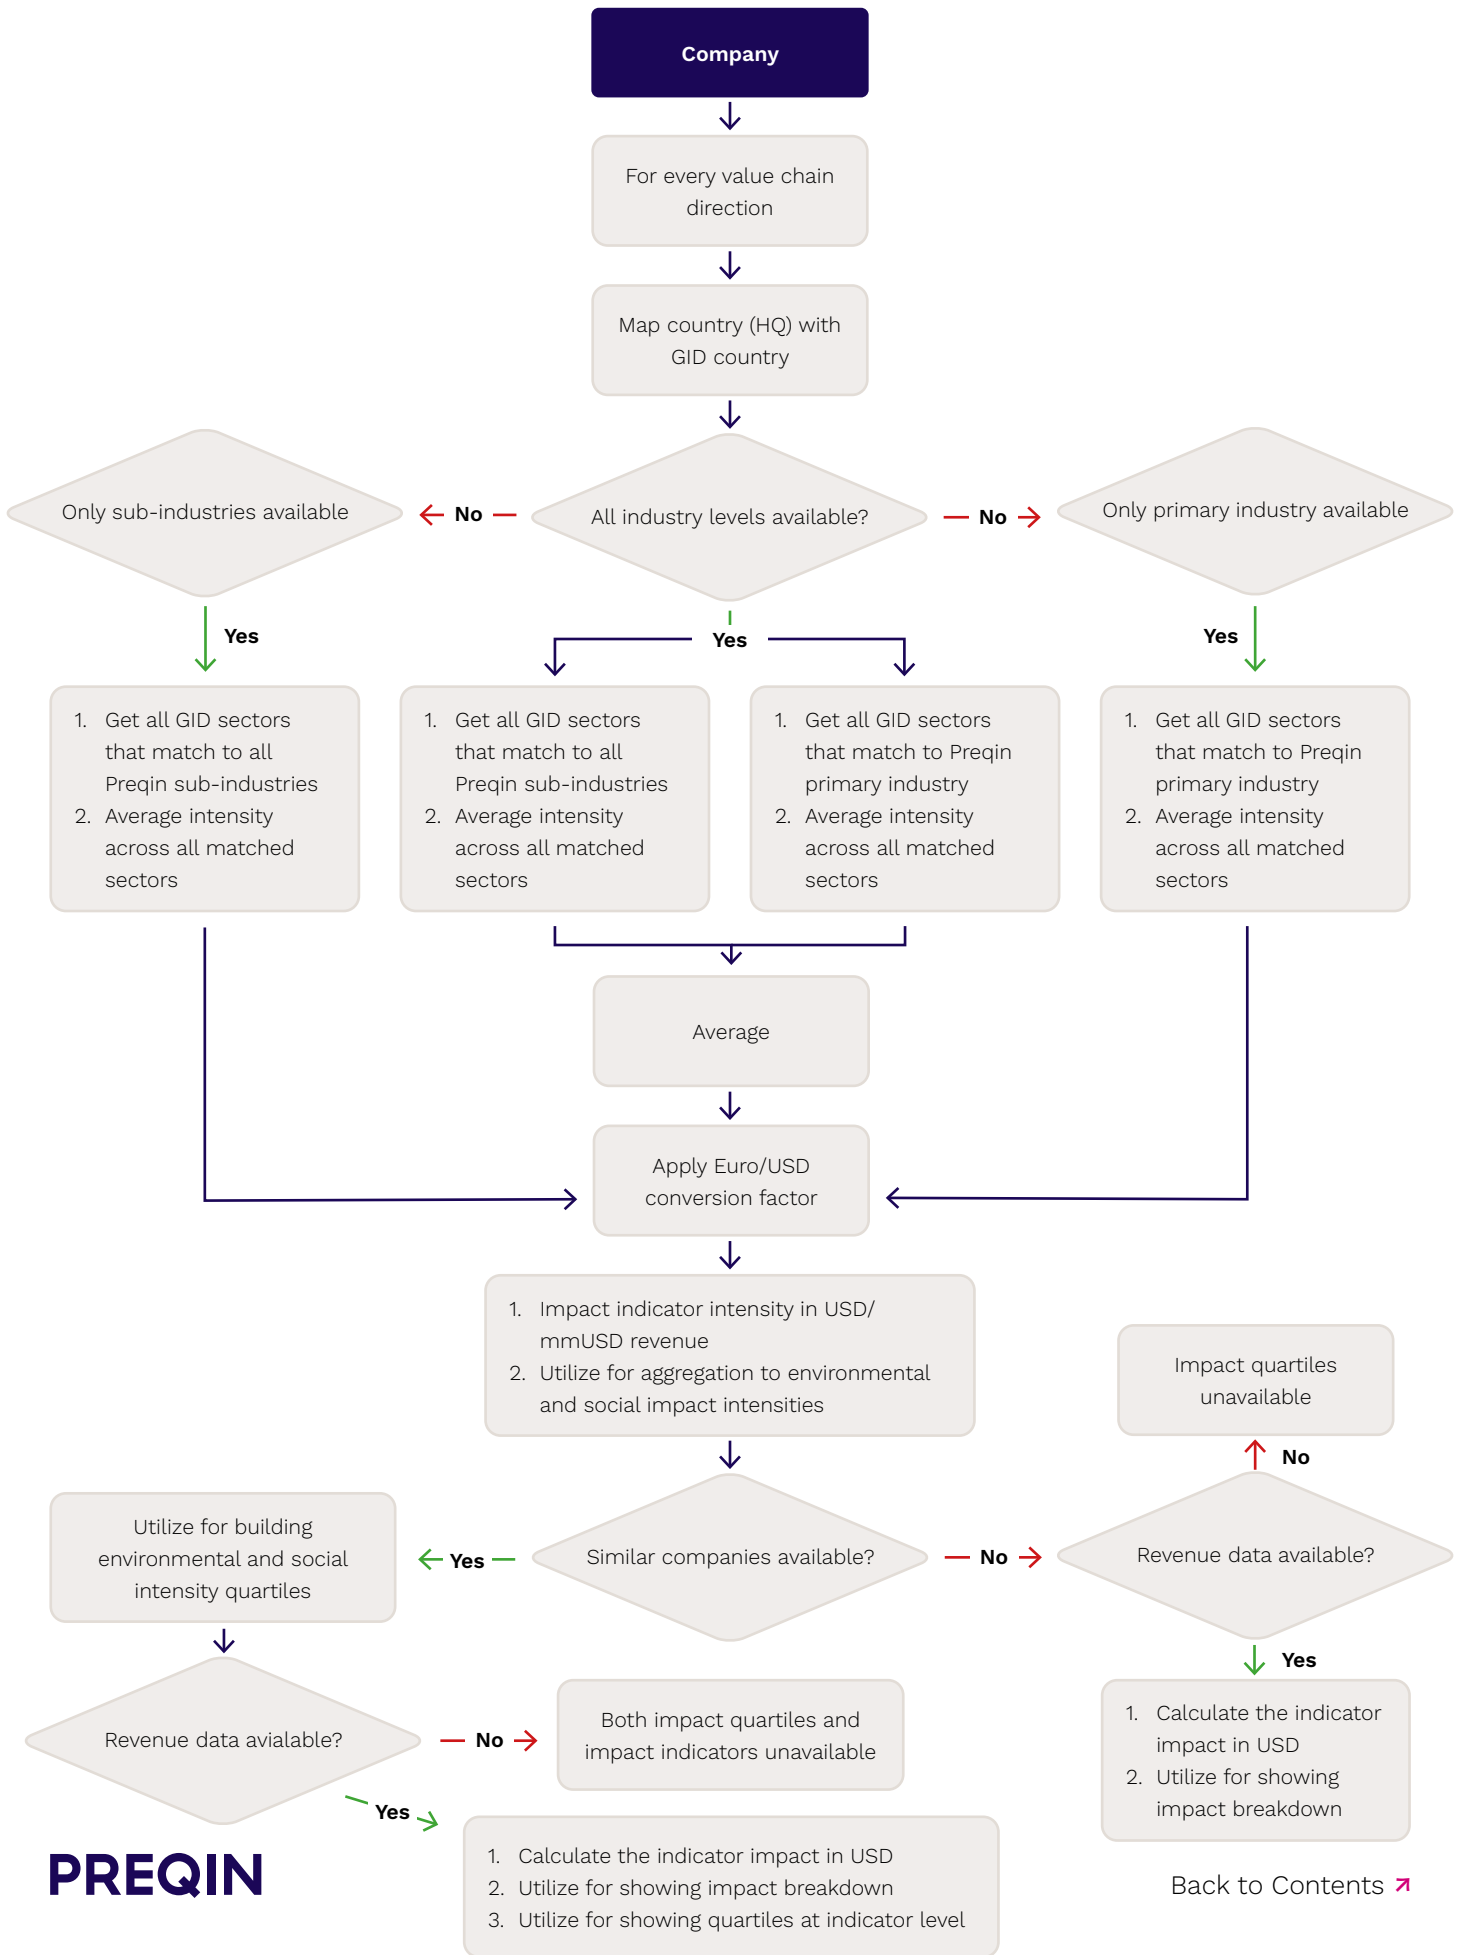 Company
For every value chain
direction
Map country (HQ) with
GID country
Only sub-industries available
No
All industry levels available?
No
Only primary industry available
Yes
Yes
Yes
1. Get all GID sectors
that match to all
Preqin sub-industries
2. Average intensity
across all matched
sectors
1. Get all GID sectors
that match to all
Preqin sub-industries
2. Average intensity
across all matched
sectors
1. Get all GID sectors
that match to Preqin
primary industry
2. Average intensity
across all matched
sectors
1. Get all GID sectors
that match to Preqin
primary industry
2. Average intensity
across all matched
sectors
Average
Apply Euro/USD
conversion factor
1. Impact indicator intensity in USD/
mmUSD revenue
2. Utilize for aggregation to environmental
and social impact intensities
Impact quartiles
unavailable
No
Utilize for building
environmental and social
intensity quartiles
Yes
Similar companies available?
No
Revenue data available?
Yes
Revenue data avialable?
No
Both impact quartiles and
impact indicators unavailable
1. Calculate the indicator
impact in USD
2. Utilize for showing
impact breakdown
Yes
1. Calculate the indicator impact in USD
2. Utilize for showing impact breakdown
3. Utilize for showing quartiles at indicator level
PREQIN
Back to Contents